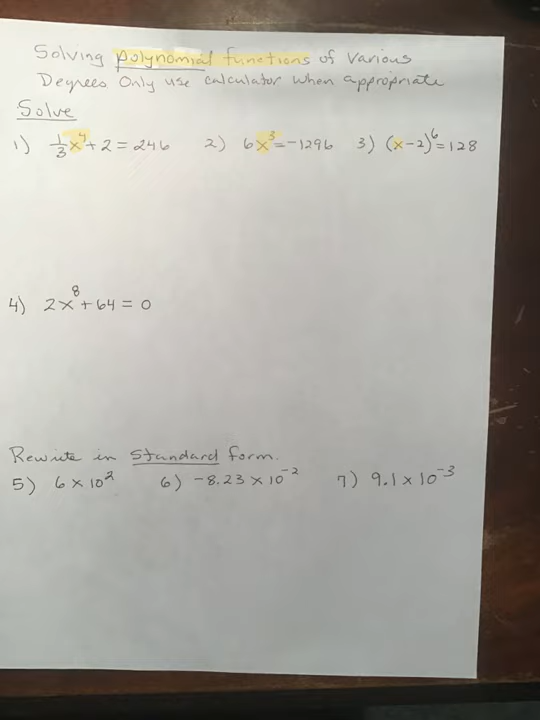 Solving polynomial functions of various
Degrees. Only use calculator when appropriate
Solve
1) 1/3 x⁴ + 2 = 246 2) 6x³ = -1296 3) (x-2)⁶ = 128
4) 2x⁸ + 64 = 0
Rewrite in standard form.
5) 6 × 10² 6) -8.23 × 10⁻² 7) 9.1 × 10⁻³